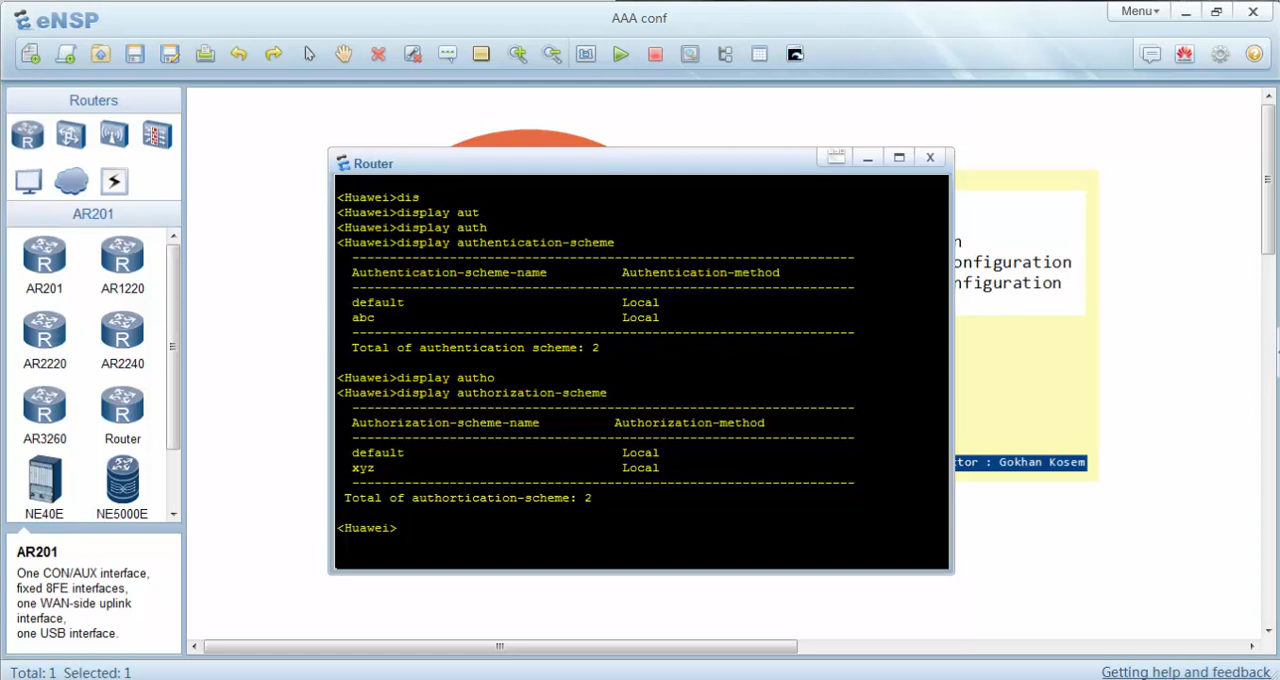 eNSP
AAA conf
Menu
Routers
R
R
AR201
R
R
AR201
AR1220
R
R
AR2220
AR2240
R
R
AR3260
Router
NE40E
NE5000E
AR201
One CON/AUX interface,
fixed 8FE interfaces,
one WAN-side uplink
interface,
one USB interface.
Router
<Huawei>dis
<Huawei>display aut
<Huawei>display auth
<Huawei>display authentication-scheme
-------------------------------------------------------------------
Authentication-scheme-name Authentication-method
-------------------------------------------------------------------
default Local
abc Local
-------------------------------------------------------------------
Total of authentication scheme: 2
<Huawei>display autho
<Huawei>display authorization-scheme
-------------------------------------------------------------------
Authorization-scheme-name Authorization-method
-------------------------------------------------------------------
default Local
xyz Local
-------------------------------------------------------------------
Total of authortication-scheme: 2
<Huawei>
n
onfiguration
nfiguration
tor : Gokhan Kosem
Total: 1 Selected: 1
Getting help and feedback